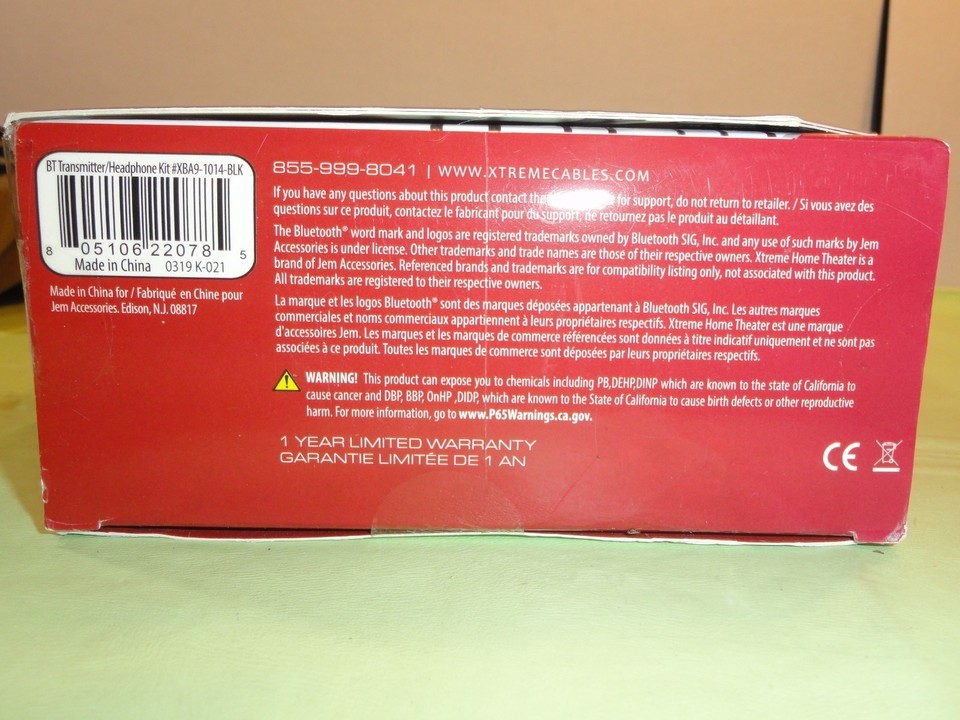 BT Transmitter/Headphone Kit #XBA9-1014-BLK
8 05106 22078 5
Made in China 0319 K-021
Made in China for / Fabriqué en Chine pour
Jem Accessories. Edison, N.J. 08817
855-999-8041 | WWW.XTREMECABLES.COM
If you have any questions about this product contact the for support, do not return to retailer. / Si vous avez des
questions sur ce produit, contactez le fabricant pour du support, ne retournez pas le produit au détaillant.
The Bluetooth® word mark and logos are registered trademarks owned by Bluetooth SIG, Inc. and any use of such marks by Jem
Accessories is under license. Other trademarks and trade names are those of their respective owners. Xtreme Home Theater is a
brand of Jem Accessories. Referenced brands and trademarks are for compatibility listing only, not associated with this product.
All trademarks are registered to their respective owners.
La marque et les logos Bluetooth® sont des marques déposées appartenant à Bluetooth SIG, Inc. Les autres marques
commerciales et noms commerciaux appartiennent à leurs propriétaires respectifs. Xtreme Home Theater est une marque
d'accessoires Jem. Les marques et les marques de commerce référencées sont données à titre indicatif uniquement et ne sont pas
associées à ce produit. Toutes les marques de commerce sont déposées par leurs propriétaires respectifs.
WARNING! This product can expose you to chemicals including PB,DEHP,DINP which are known to the state of California to
cause cancer and DBP, BBP, OnHP ,DIDP, which are known to the State of California to cause birth defects or other reproductive
harm. For more information, go to www.P65Warnings.ca.gov.
1 YEAR LIMITED WARRANTY
GARANTIE LIMITÉE DE 1 AN
CE